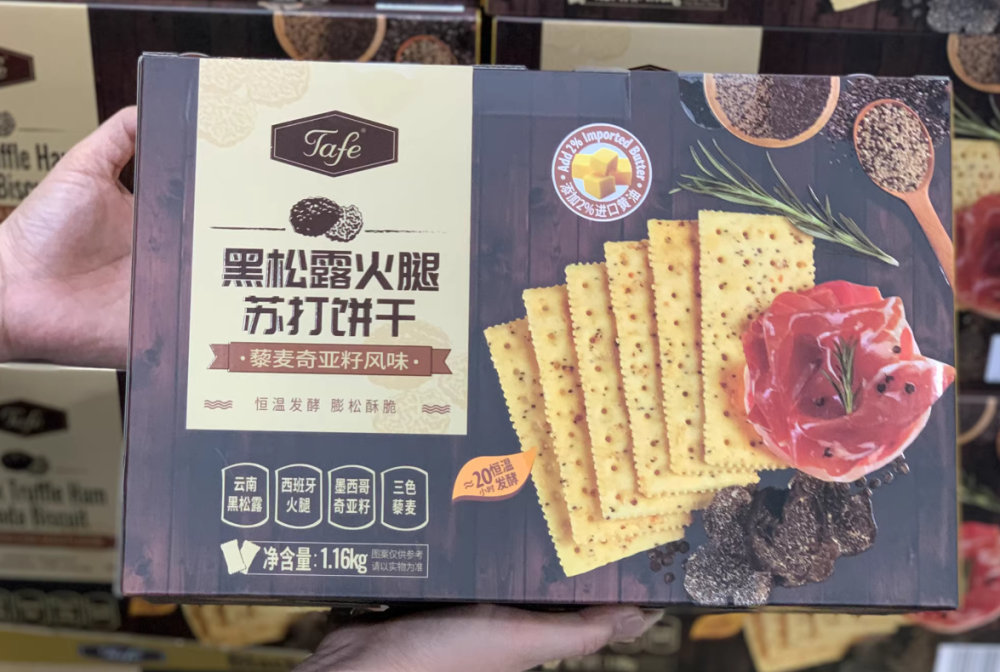 Tafe
黑松露火腿
苏打饼干
·藜麦奇亚籽风味·
恒温发酵 膨松酥脆
Add 2% Imported Butter
添加2%进口黄油
≈20小时恒温发酵
云南
黑松露
西班牙
火腿
墨西哥
奇亚籽
三色
藜麦
净含量:1.16kg
图案仅供参考
请以实物为准
Truffle Ham